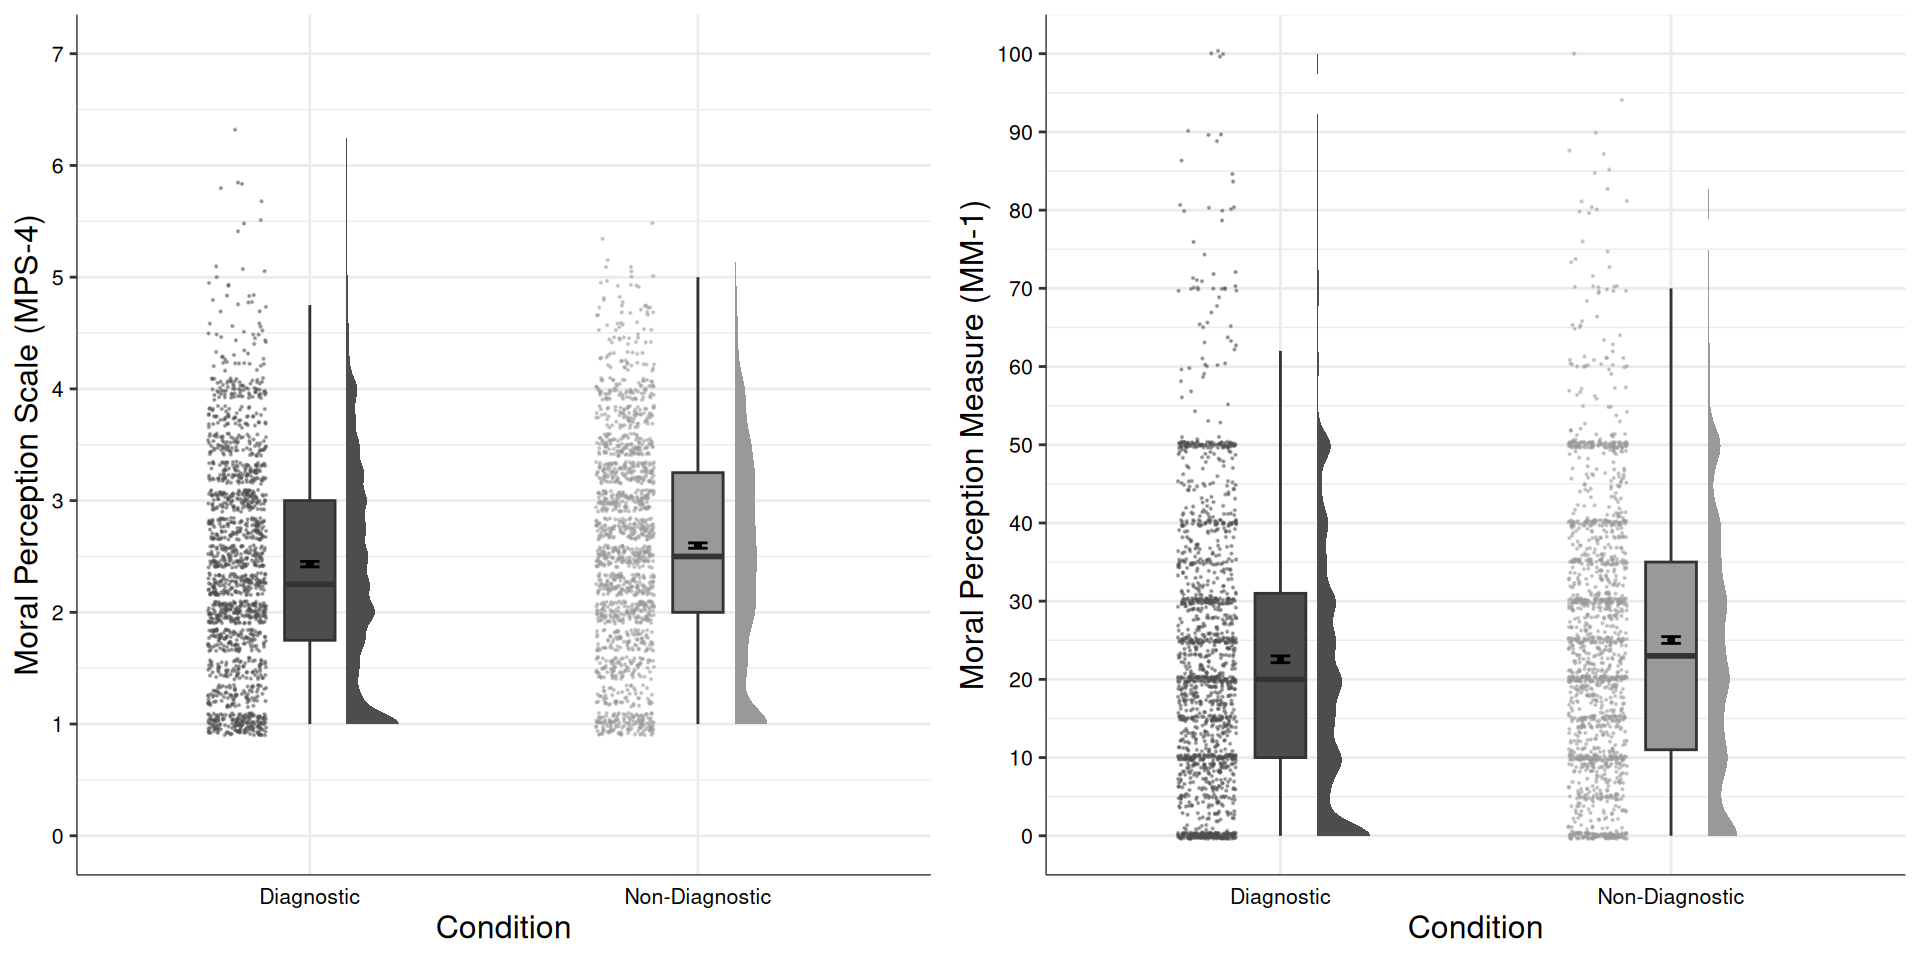 Moral Perception Scale (MPS-4)
7
6
5
4
3
2
1
0
Diagnostic
Non-Diagnostic
Condition
Moral Perception Measure (MM-1)
100
90
80
70
60
50
40
30
20
10
0
Diagnostic
Non-Diagnostic
Condition